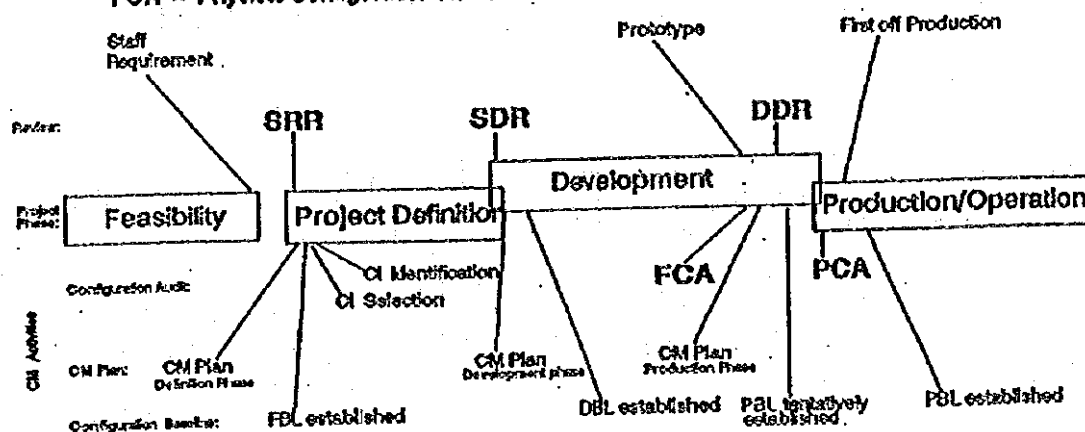 Staff
Requirement
Prototype
First off Production
Review:
SRR
SDR
DDR
Project
Phase:
Feasibility
Project Definition
Development
Production/Operation
CI Identification
CI Selection
FCA
PCA
Configuration Audit:
CM Activities
CM Plan:
CM Plan
Definition Phase
CM Plan
Development phase
CM Plan
Production Phase
Configuration Baseline:
FBL established
DBL established
PBL tentatively
established
PBL established